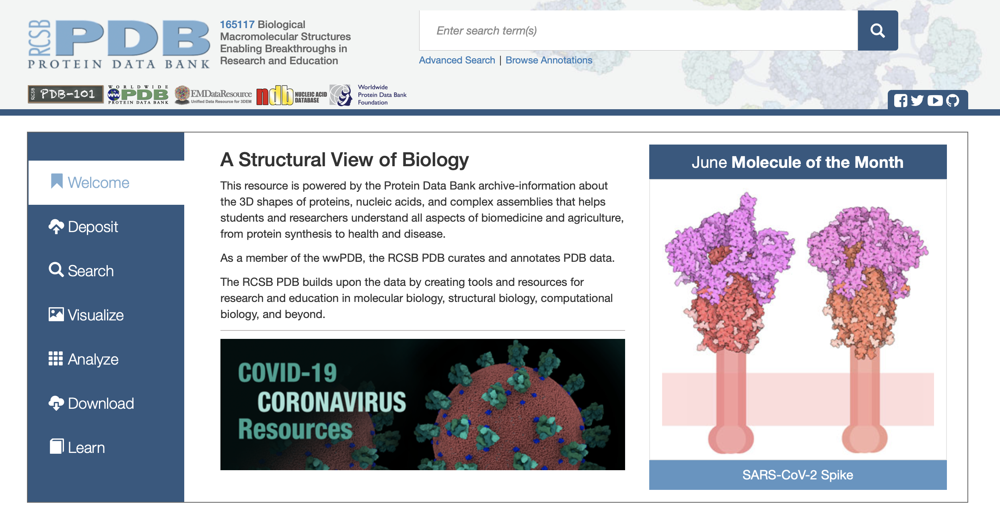 RCSB
PDB
PROTEIN DATA BANK
165117 Biological
Macromolecular Structures
Enabling Breakthroughs in
Research and Education
Enter search term(s)
Advanced Search | Browse Annotations
RCSB PDB-101
WORLDWIDE
ww PDB
PROTEIN DATA BANK
EMDataResource
Unified Data Resource for 3DEM
ndb NUCLEIC ACID
DATABASE
Worldwide
Protein Data Bank
Foundation
Welcome
Deposit
Search
Visualize
Analyze
Download
Learn
A Structural View of Biology
This resource is powered by the Protein Data Bank archive-information about
the 3D shapes of proteins, nucleic acids, and complex assemblies that helps
students and researchers understand all aspects of biomedicine and agriculture,
from protein synthesis to health and disease.
As a member of the wwPDB, the RCSB PDB curates and annotates PDB data.
The RCSB PDB builds upon the data by creating tools and resources for
research and education in molecular biology, structural biology, computational
biology, and beyond.
COVID-19
CORONAVIRUS
Resources
June Molecule of the Month
SARS-CoV-2 Spike